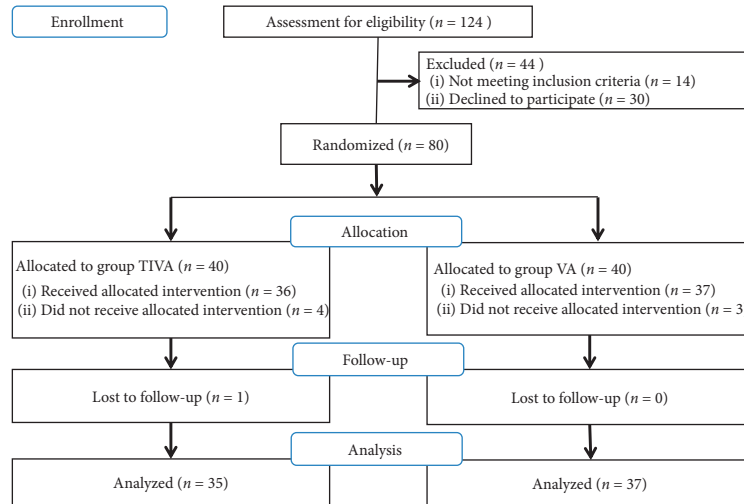 Enrollment
Assessment for eligibility (n = 124 )
Excluded (n = 44 )
(i) Not meeting inclusion criteria (n = 14)
(ii) Declined to participate (n = 30)
Randomized (n = 80)
Allocation
Allocated to group TIVA (n = 40)
(i) Received allocated intervention (n = 36)
(ii) Did not receive allocated intervention (n = 4)
Allocated to group VA (n = 40)
(i) Received allocated intervention (n = 37)
(ii) Did not receive allocated intervention (n = 3
Follow-up
Lost to follow-up (n = 1)
Lost to follow-up (n = 0)
Analysis
Analyzed (n = 35)
Analyzed (n = 37)